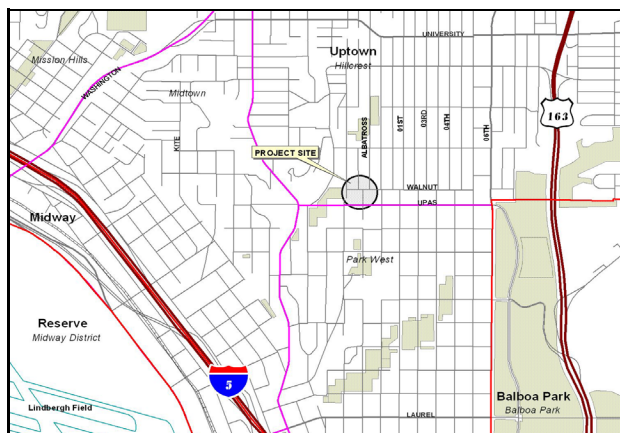 UNIVERSITY
Uptown
Hillcrest
Mission Hills
WASHINGTON
Midtown
KITE
ALBATROSS
01ST
03RD
04TH
06TH
163
PROJECT SITE
WALNUT
UPAS
Midway
Park West
Reserve
Midway District
5
Balboa Park
Balboa Park
Lindbergh Field
LAUREL